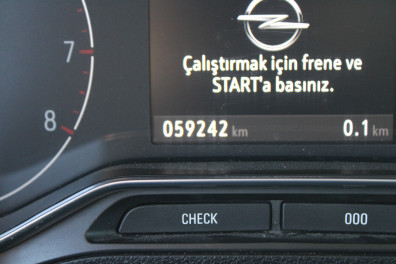 7
8
Çalıştırmak için frene ve
START'a basınız.
059242 km
0.1 km
CHECK
000